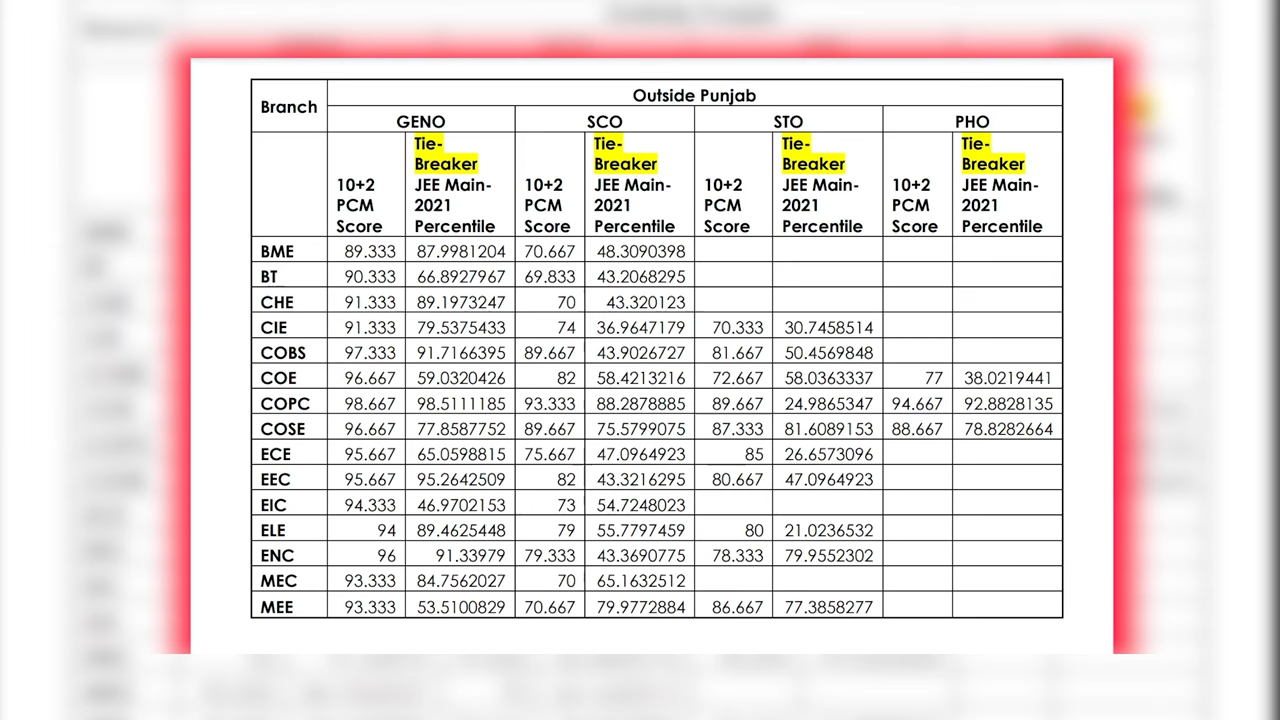 Outside Punjab
Branch
GENO SCO STO PHO
10+2 PCM Score Tie-Breaker JEE Main-2021 Percentile 10+2 PCM Score Tie-Breaker JEE Main-2021 Percentile 10+2 PCM Score Tie-Breaker JEE Main-2021 Percentile 10+2 PCM Score Tie-Breaker JEE Main-2021 Percentile
BME 89.333 87.9981204 70.667 48.3090398
BT 90.333 66.8927967 69.833 43.2068295
CHE 91.333 89.1973247 70 43.320123
CIE 91.333 79.5375433 74 36.9647179 70.333 30.7458514
COBS 97.333 91.7166395 89.667 43.9026727 81.667 50.4569848
COE 96.667 59.0320426 82 58.4213216 72.667 58.0363337 77 38.0219441
COPC 98.667 98.5111185 93.333 88.2878885 89.667 24.9865347 94.667 92.8828135
COSE 96.667 77.8587752 89.667 75.5799075 87.333 81.6089153 88.667 78.8282664
ECE 95.667 65.0598815 75.667 47.0964923 85 26.6573096
EEC 95.667 95.2642509 82 43.3216295 80.667 47.0964923
EIC 94.333 46.9702153 73 54.7248023
ELE 94 89.4625448 79 55.7797459 80 21.0236532
ENC 96 91.33979 79.333 43.3690775 78.333 79.9552302
MEC 93.333 84.7562027 70 65.1632512
MEE 93.333 53.5100829 70.667 79.9772884 86.667 77.3858277